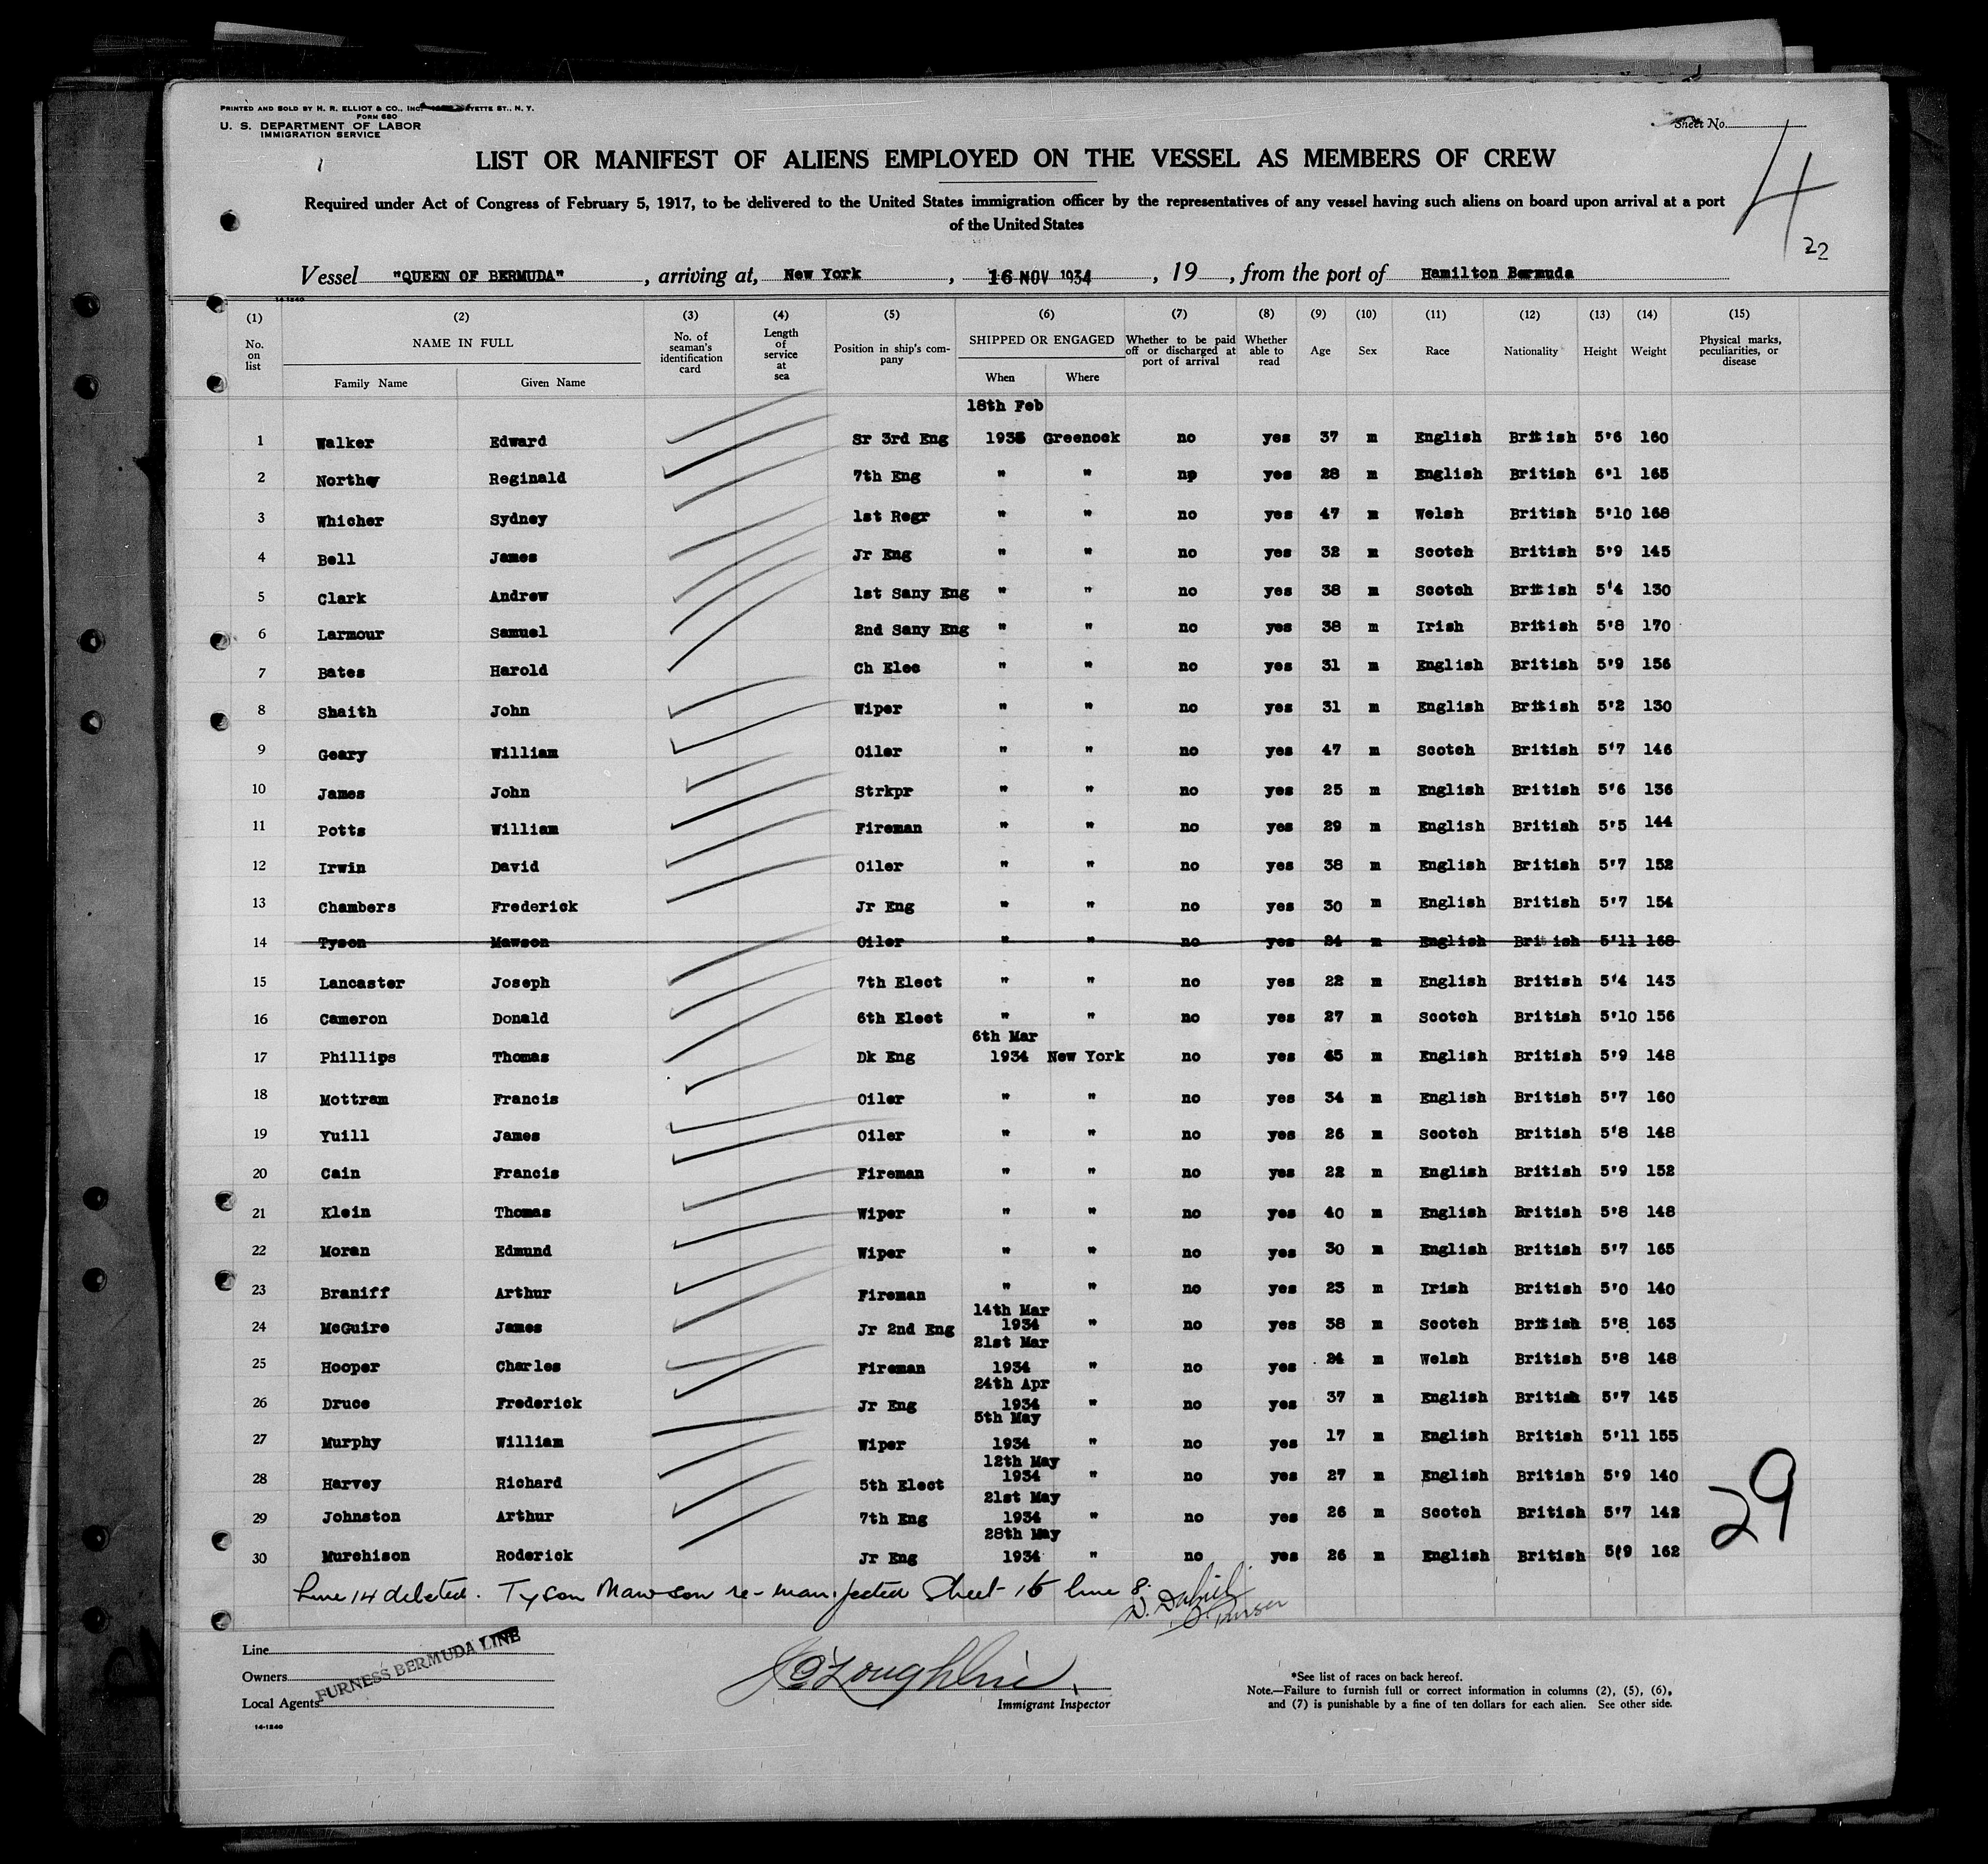 PRINTED AND SOLD BY H. R. ELLIOT & CO., INC. ST., N. Y.
FORM 680
U. S. DEPARTMENT OF LABOR
IMMIGRATION SERVICE
Sheet No.
4
22
LIST OR MANIFEST OF ALIENS EMPLOYED ON THE VESSEL AS MEMBERS OF CREW
Required under Act of Congress of February 5, 1917, to be delivered to the United States immigration officer by the representatives of any vessel having such aliens on board upon arrival at a port
of the United States
Vessel "QUEEN OF BERMUDA", arriving at, New York, 16 NOV 1934, 19 , from the port of Hamilton Bermuda
14-1240
(1) (2) (3) (4) (5) (6) (7) (8) (9) (10) (11) (12) (13) (14) (15)
No. on list NAME IN FULL Family Name Given Name No. of seaman's identification card Length of service at sea Position in ship's company SHIPPED OR ENGAGED When Where Whether to be paid off or discharged at port of arrival Whether able to read Age Sex Race Nationality Height Weight Physical marks, peculiarities, or disease
18th Feb
1 Walker Edward Sr 3rd Eng 1933 Greenock no yes 37 m English British 5'6 160
2 Northey Reginald 7th Eng " " no yes 28 m English British 6'1 165
3 Whicher Sydney 1st Regr " " no yes 47 m Welsh British 5'10 168
4 Bell James Jr Eng " " no yes 32 m Scotch British 5'9 145
5 Clark Andrew 1st Sany Eng " " no yes 38 m Scotch British 5'4 130
6 Larmour Samuel 2nd Sany Eng " " no yes 38 m Irish British 5'8 170
7 Bates Harold Ch Elec " " no yes 31 m English British 5'9 156
8 Shaith John Wiper " " no yes 31 m English British 5'2 130
9 Geary William Oiler " " no yes 47 m Scotch British 5'7 146
10 James John Strkpr " " no yes 25 m English British 5'6 136
11 Potts William Fireman " " no yes 29 m English British 5'5 144
12 Irwin David Oiler " " no yes 38 m English British 5'7 152
13 Chambers Frederick Jr Eng " " no yes 30 m English British 5'7 154
14 Tyson Mawson Oiler " " no yes 24 m English British 5'11 168
15 Lancaster Joseph 7th Elect " " no yes 22 m English British 5'4 143
16 Cameron Donald 6th Elect " " no yes 27 m Scotch British 5'10 156
6th Mar
17 Phillips Thomas Dk Eng 1934 New York no yes 45 m English British 5'9 148
18 Mottram Francis Oiler " " no yes 34 m English British 5'7 160
19 Yuill James Oiler " " no yes 26 m Scotch British 5'8 148
20 Cain Francis Fireman " " no yes 22 m English British 5'9 152
21 Klein Thomas Wiper " " no yes 40 m English British 5'8 148
22 Moran Edmund Wiper " " no yes 30 m English British 5'7 165
23 Braniff Arthur Fireman " " no yes 23 m Irish British 5'0 140
14th Mar
24 McGuire James Jr 2nd Eng 1934 " no yes 38 m Scotch British 5'8 163
21st Mar
25 Hooper Charles Fireman 1934 " no yes 24 m Welsh British 5'8 148
24th Apr
26 Druce Frederick Jr Eng 1934 " no yes 37 m English British 5'7 145
5th May
27 Murphy William Wiper 1934 " no yes 17 m English British 5'11 155
12th May
28 Harvey Richard 5th Elect 1934 " no yes 27 m English British 5'9 140
21st May
29 Johnston Arthur 7th Eng 1934 " no yes 26 m Scotch British 5'7 142
28th May
30 Murchison Roderick Jr Eng 1934 " no yes 26 m English British 5'9 162
29
Line 14 deleted. Tyson Mawson re-manifested Sheet 16 line 8.
Purser
Line
Owners
Local Agents
FURNESS BERMUDA LINE
14-1240
J O'Loughlin
Immigrant Inspector
*See list of races on back hereof.
Note.—Failure to furnish full or correct information in columns (2), (5), (6),
and (7) is punishable by a fine of ten dollars for each alien. See other side.